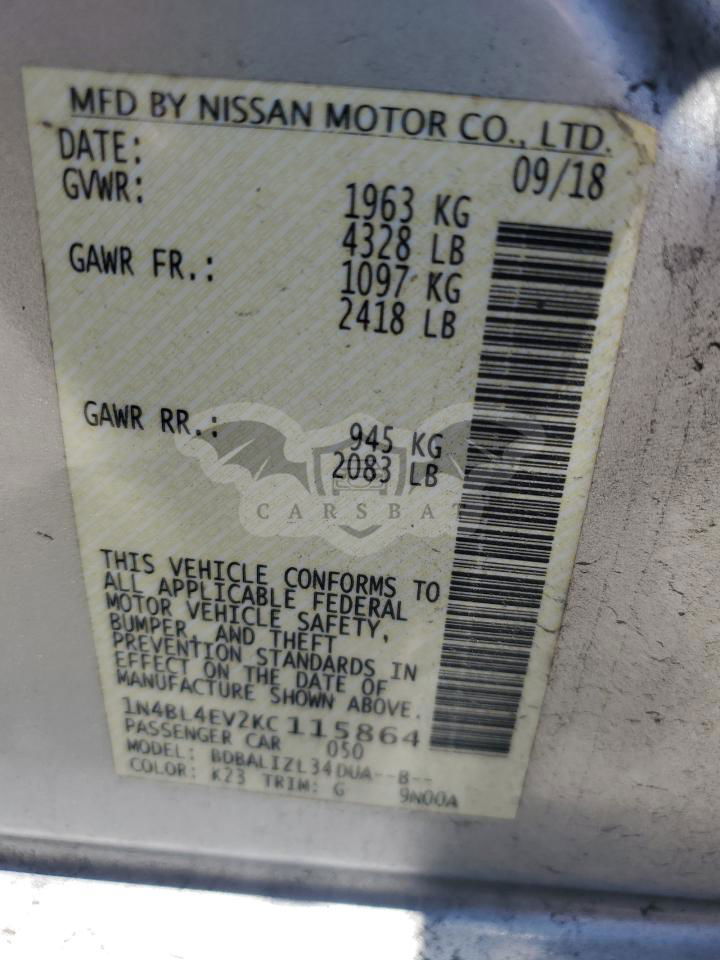 MFD BY NISSAN MOTOR CO., LTD.
DATE: 09/18
GVWR: 1963 KG
4328 LB
GAWR FR.: 1097 KG
2418 LB
GAWR RR.: 945 KG
2083 LB
CARSBAT
THIS VEHICLE CONFORMS TO
ALL APPLICABLE FEDERAL
MOTOR VEHICLE SAFETY,
BUMPER, AND THEFT
PREVENTION STANDARDS IN
EFFECT ON THE DATE OF
MANUFACTURE SHOWN ABOVE.
1N4BL4EV2KC115864
PASSENGER CAR 050
MODEL: BDBALIZL34DUA--B--
COLOR: K23 TRIM: G 9N00A